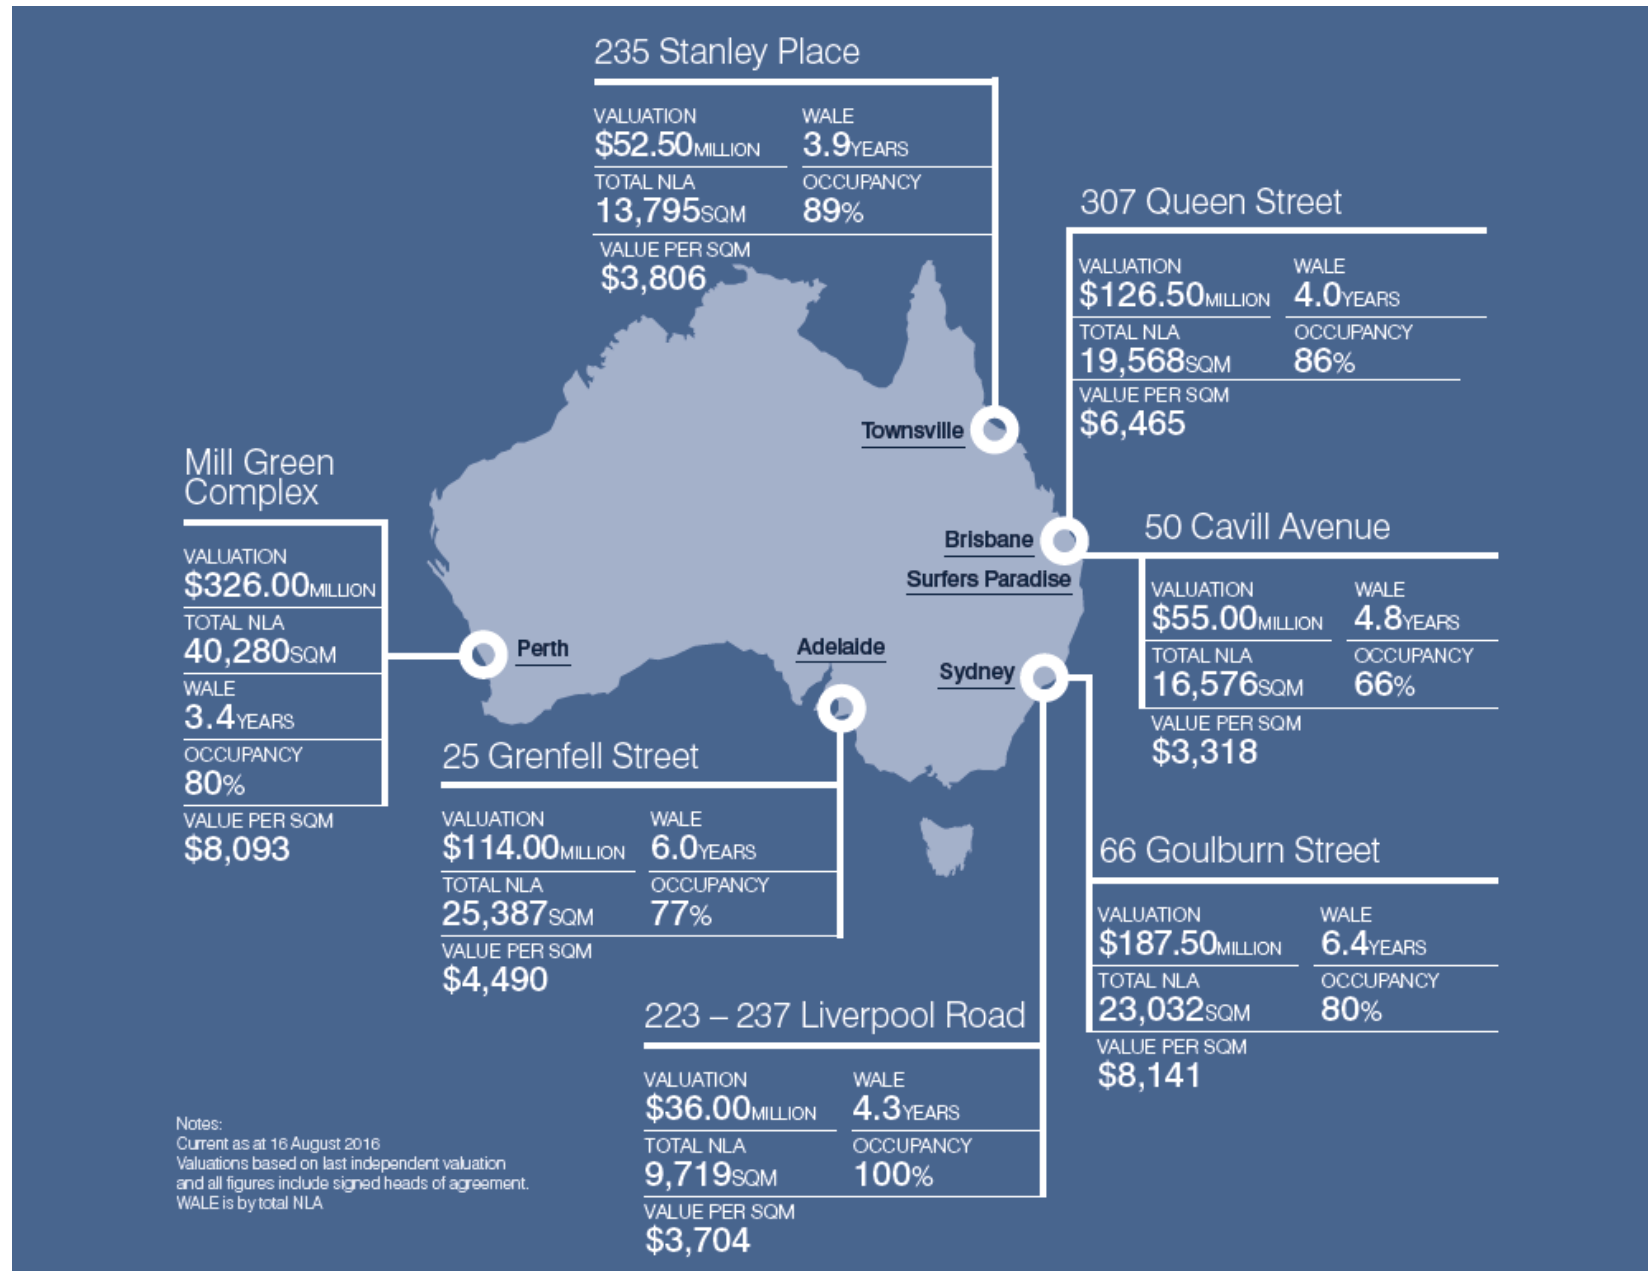 235 Stanley Place
VALUATION WALE
$52.50MILLION 3.9YEARS
TOTAL NLA OCCUPANCY
13,795SQM 89%
VALUE PER SQM
$3,806
307 Queen Street
VALUATION WALE
$126.50MILLION 4.0YEARS
TOTAL NLA OCCUPANCY
19,568SQM 86%
VALUE PER SQM
$6,465
Townsville
Mill Green
Complex
VALUATION
$326.00MILLION
TOTAL NLA
40,280SQM
WALE
3.4YEARS
OCCUPANCY
80%
VALUE PER SQM
$8,093
Brisbane
Surfers Paradise
50 Cavill Avenue
VALUATION WALE
$55.00MILLION 4.8YEARS
TOTAL NLA OCCUPANCY
16,576SQM 66%
VALUE PER SQM
$3,318
Perth
Adelaide
Sydney
25 Grenfell Street
VALUATION WALE
$114.00MILLION 6.0YEARS
TOTAL NLA OCCUPANCY
25,387SQM 77%
VALUE PER SQM
$4,490
66 Goulburn Street
VALUATION WALE
$187.50MILLION 6.4YEARS
TOTAL NLA OCCUPANCY
23,032SQM 80%
VALUE PER SQM
$8,141
223 – 237 Liverpool Road
VALUATION WALE
$36.00MILLION 4.3YEARS
TOTAL NLA OCCUPANCY
9,719SQM 100%
VALUE PER SQM
$3,704
Notes:
Current as at 16 August 2016
Valuations based on last independent valuation
and all figures include signed heads of agreement.
WALE is by total NLA